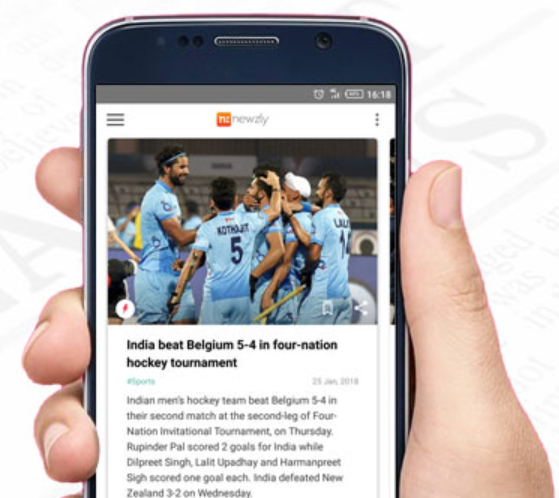 16:18
nz newzly
KOTHAJIT
5
LALIT
14
India beat Belgium 5-4 in four-nation
hockey tournament
#Sports 25 Jan, 2018
Indian men's hockey team beat Belgium 5-4 in
their second match at the second-leg of Four-
Nation Invitational Tournament, on Thursday.
Rupinder Pal scored 2 goals for India while
Dilpreet Singh, Lalit Upadhay and Harmanpreet
Sigh scored one goal each. India defeated New
Zealand 3-2 on Wednesday.